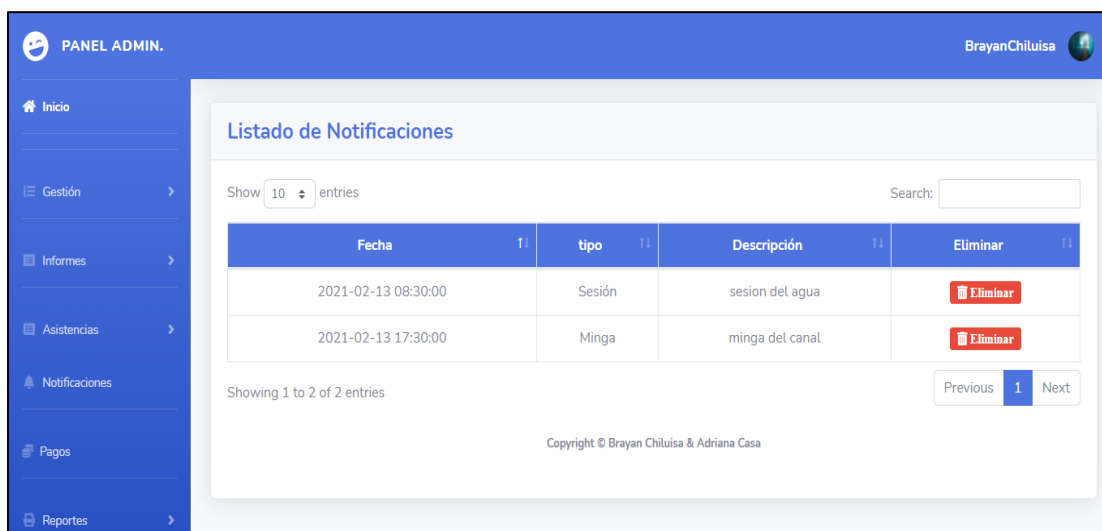 PANEL ADMIN.
BrayanChiluisa
Inicio
Gestión
Informes
Asistencias
Notificaciones
Pagos
Reportes
Listado de Notificaciones
Show 10 entries
Search:
Fecha tipo Descripción Eliminar
2021-02-13 08:30:00 Sesión sesion del agua Eliminar
2021-02-13 17:30:00 Minga minga del canal Eliminar
Showing 1 to 2 of 2 entries
Previous 1 Next
Copyright © Brayan Chiluisa & Adriana Casa